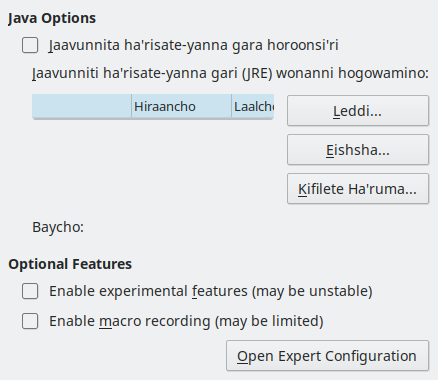 Java Options
Jaavunnita ha'risate-yanna gara horoonsi'ri
Jaavunniti ha'risate-yanna gari (JRE) wonanni hogowamino:
Hiraancho Laalcho
Leddi...
Eishsha...
Kifilete Ha'ruma...
Baycho:
Optional Features
Enable experimental features (may be unstable)
Enable macro recording (may be limited)
Open Expert Configuration